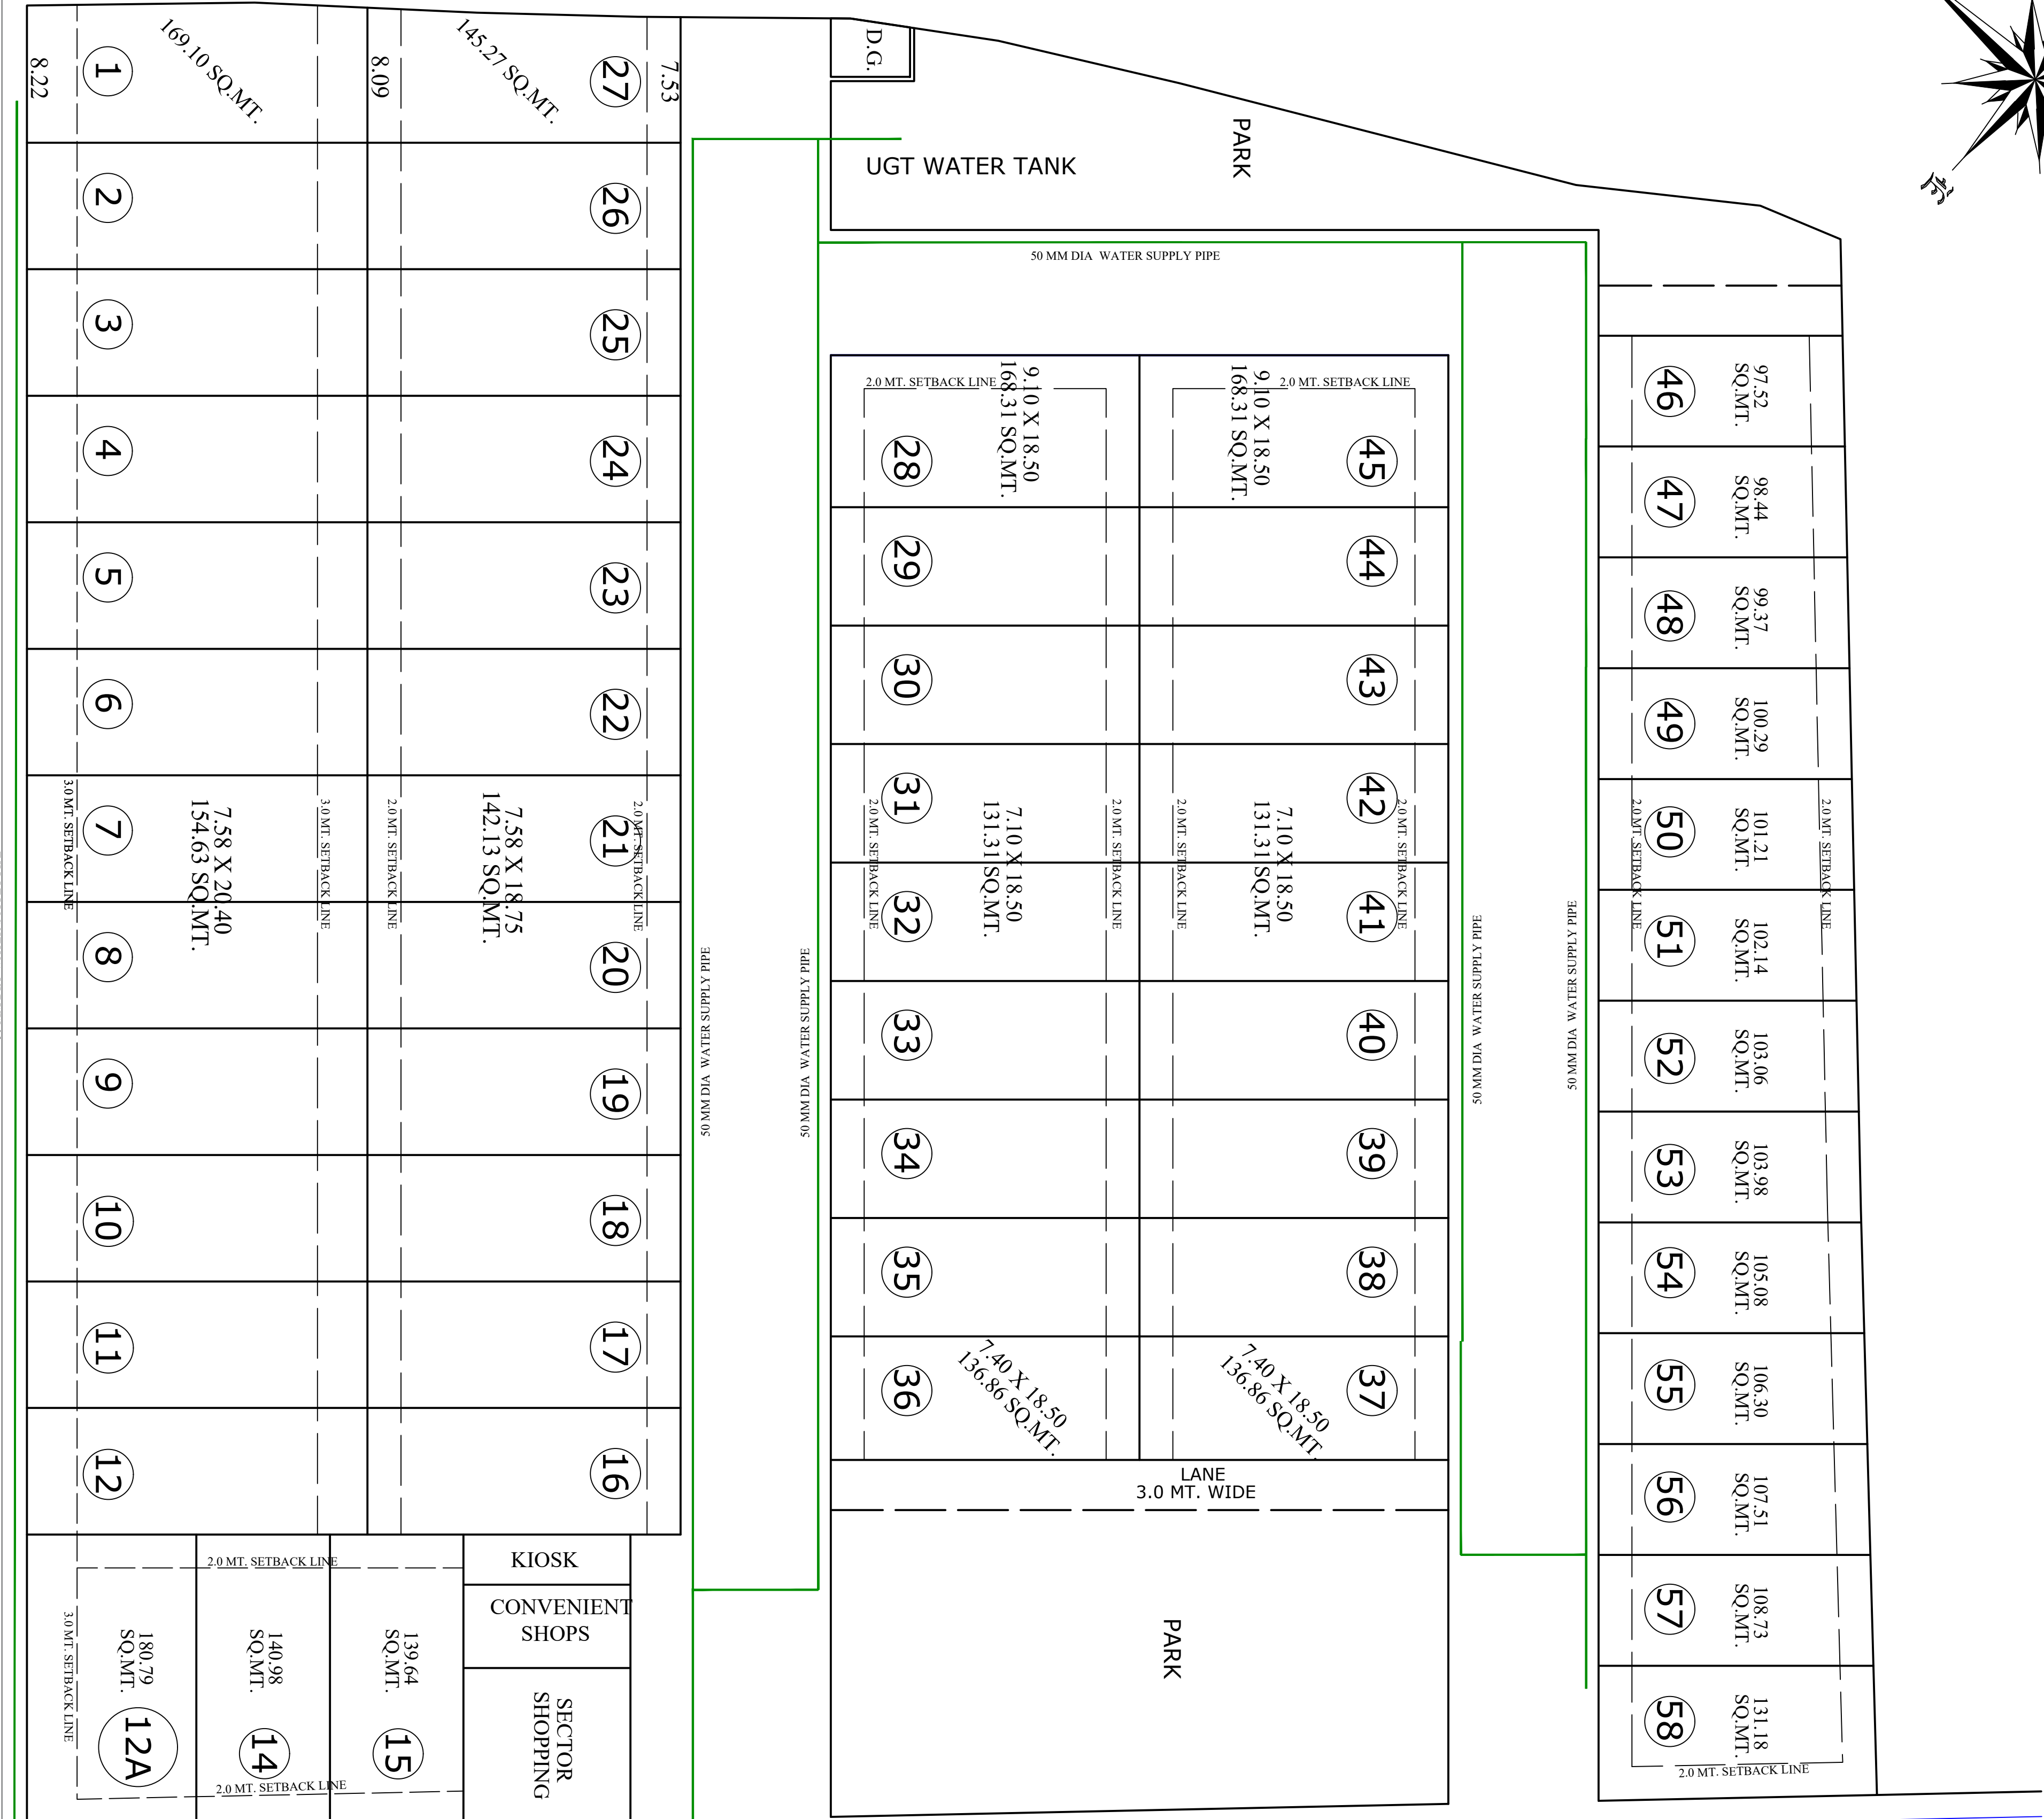 D.G.
UGT WATER TANK
PARK
उ.
50 MM DIA WATER SUPPLY PIPE
8.22
1
169.10 SQ.MT.
8.09
145.27 SQ.MT.
27
7.53
2
26
3
25
4
24
5
23
6
22
7
21
8
20
9
19
10
18
11
17
12
16
3.0 MT. SETBACK LINE
7.58 X 20.40
154.63 SQ.MT.
3.0 MT. SETBACK LINE
2.0 MT. SETBACK LINE
7.58 X 18.75
142.13 SQ.MT.
2.0 MT. SETBACK LINE
50 MM DIA WATER SUPPLY PIPE
50 MM DIA WATER SUPPLY PIPE
2.0 MT. SETBACK LINE
9.10 X 18.50
168.31 SQ.MT.
9.10 X 18.50
168.31 SQ.MT.
2.0 MT. SETBACK LINE
28
45
29
44
30
43
31
42
32
41
33
40
34
39
35
38
36
37
2.0 MT. SETBACK LINE
7.10 X 18.50
131.31SQ.MT.
2.0 MT. SETBACK LINE
2.0 MT. SETBACK LINE
7.10 X 18.50
131.31SQ.MT.
2.0 MT. SETBACK LINE
7.40 X 18.50
136.86 SQ.MT.
7.40 X 18.50
136.86 SQ.MT.
LANE
3.0 MT. WIDE
PARK
50 MM DIA WATER SUPPLY PIPE
50 MM DIA WATER SUPPLY PIPE
46
97.52
SQ.MT.
47
98.44
SQ.MT.
48
99.37
SQ.MT.
49
100.29
SQ.MT.
50
101.21
SQ.MT.
51
102.14
SQ.MT.
52
103.06
SQ.MT.
53
103.98
SQ.MT.
54
105.08
SQ.MT.
55
106.30
SQ.MT.
56
107.51
SQ.MT.
57
108.73
SQ.MT.
58
131.18
SQ.MT.
2.0 MT. SETBACK LINE
2.0 MT. SETBACK LINE
2.0 MT. SETBACK LINE
2.0 MT. SETBACK LINE
3.0 MT. SETBACK LINE
180.79
SQ.MT.
12A
140.98
SQ.MT.
14
139.64
SQ.MT.
15
2.0 MT. SETBACK LINE
KIOSK
CONVENIENT
SHOPS
SECTOR
SHOPPING